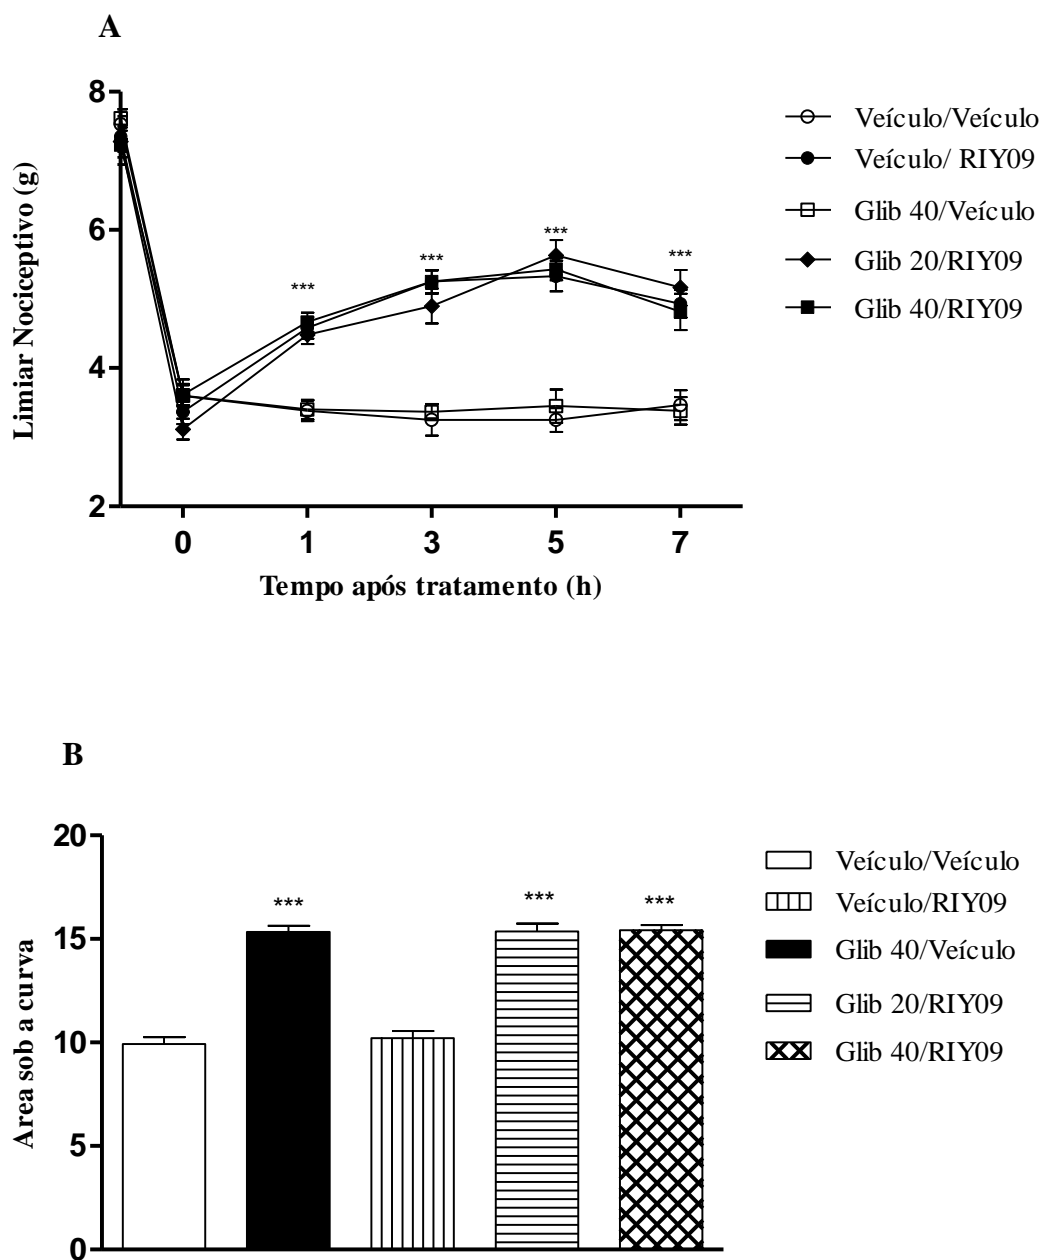 A
8
6
4
2
Limiar Nociceptivo (g)
***
***
***
***
0 1 3 5 7
Tempo após tratamento (h)
Veículo/Veículo
Veículo/ RIY09
Glib 40/Veículo
Glib 20/RIY09
Glib 40/RIY09
B
20
15
10
5
0
Area sob a curva
***
***
***
Veículo/Veículo
Veículo/RIY09
Glib 40/Veículo
Glib 20/RIY09
Glib 40/RIY09